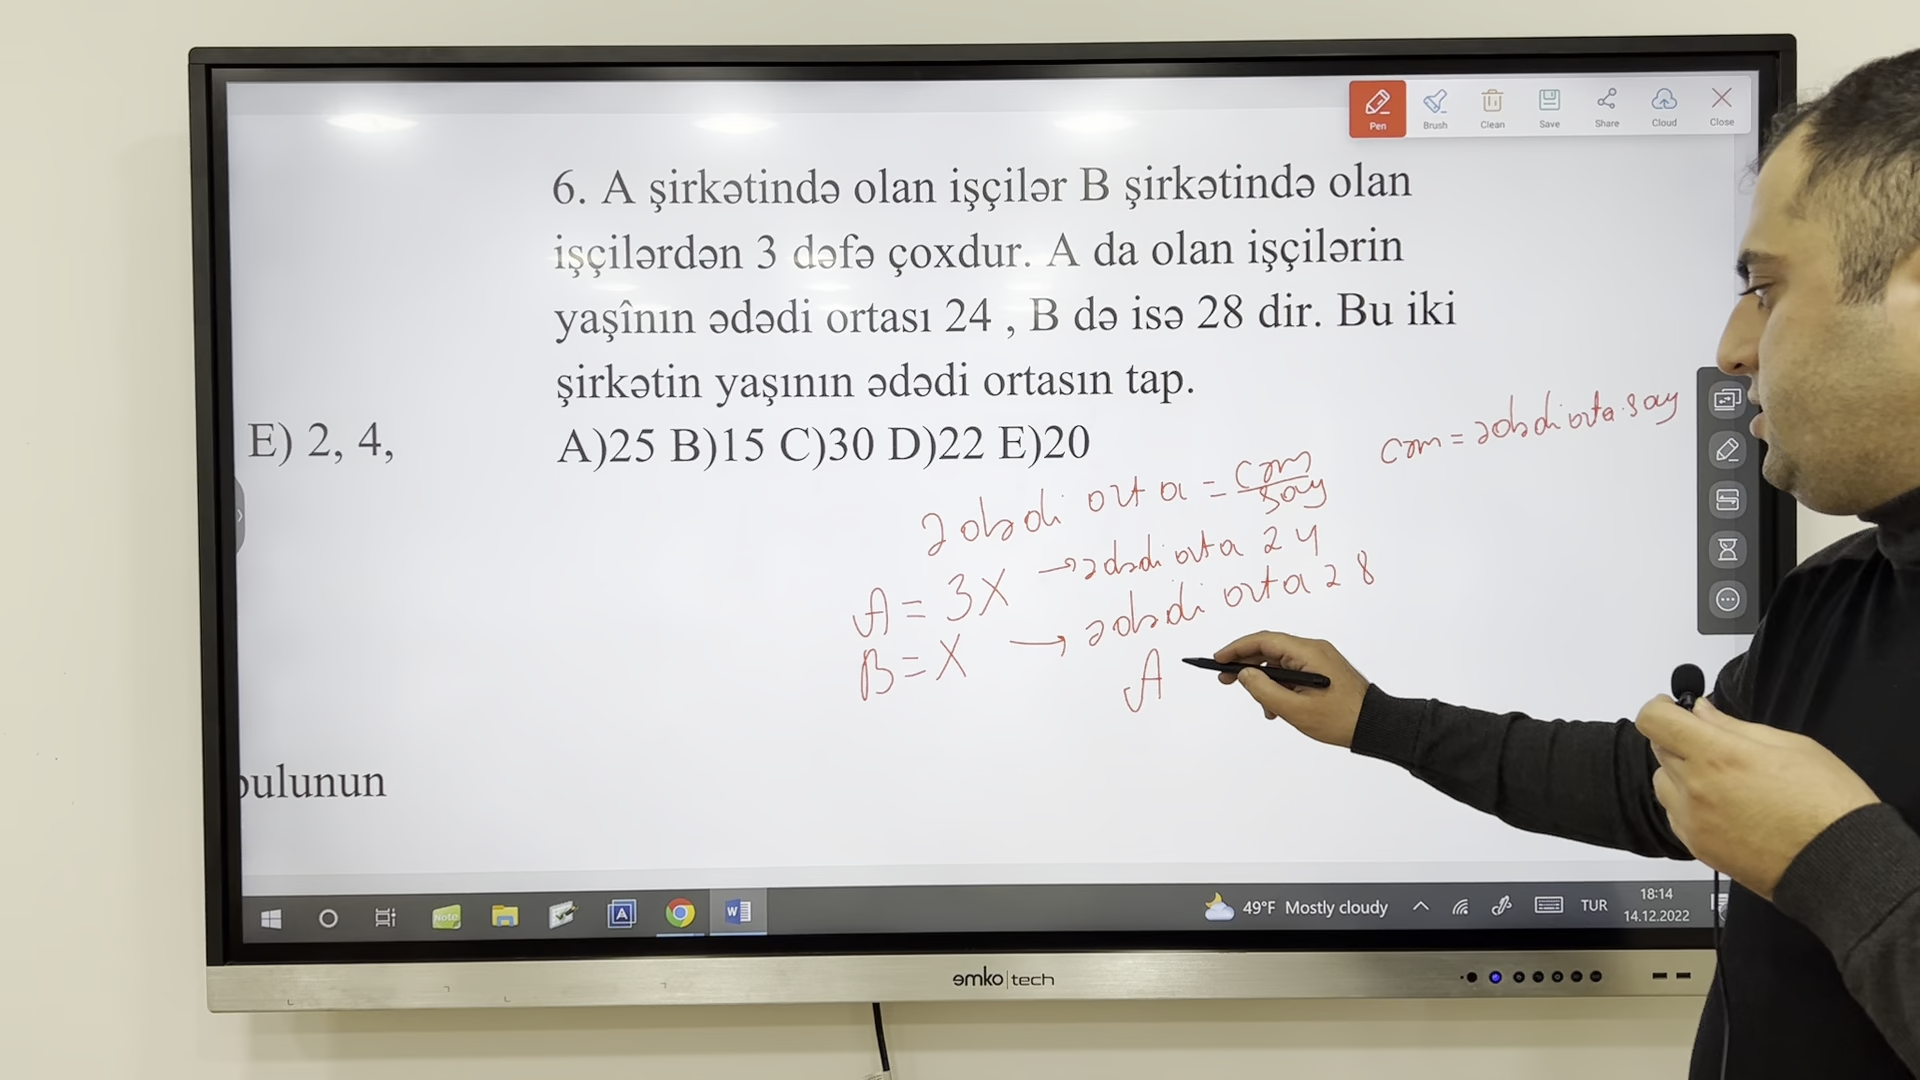 Pen Brush Clean Save Share Cloud Close
6. A şirkətində olan işçilər B şirkətində olan
işçilərdən 3 dəfə çoxdur. A da olan işçilərin
yaşînın ədədi ortası 24 , B də isə 28 dir. Bu iki
şirkətin yaşının ədədi ortasın tap.
E) 2, 4,
A)25 B)15 C)30 D)22 E)20
cəm = ədədi orta·say
ədədi orta = cəm/say
A = 3x → ədədi orta 24
B = x → ədədi orta 28
A
bulunun
Note
A
W
49°F Mostly cloudy
TUR
18:14
14.12.2022
emko|tech